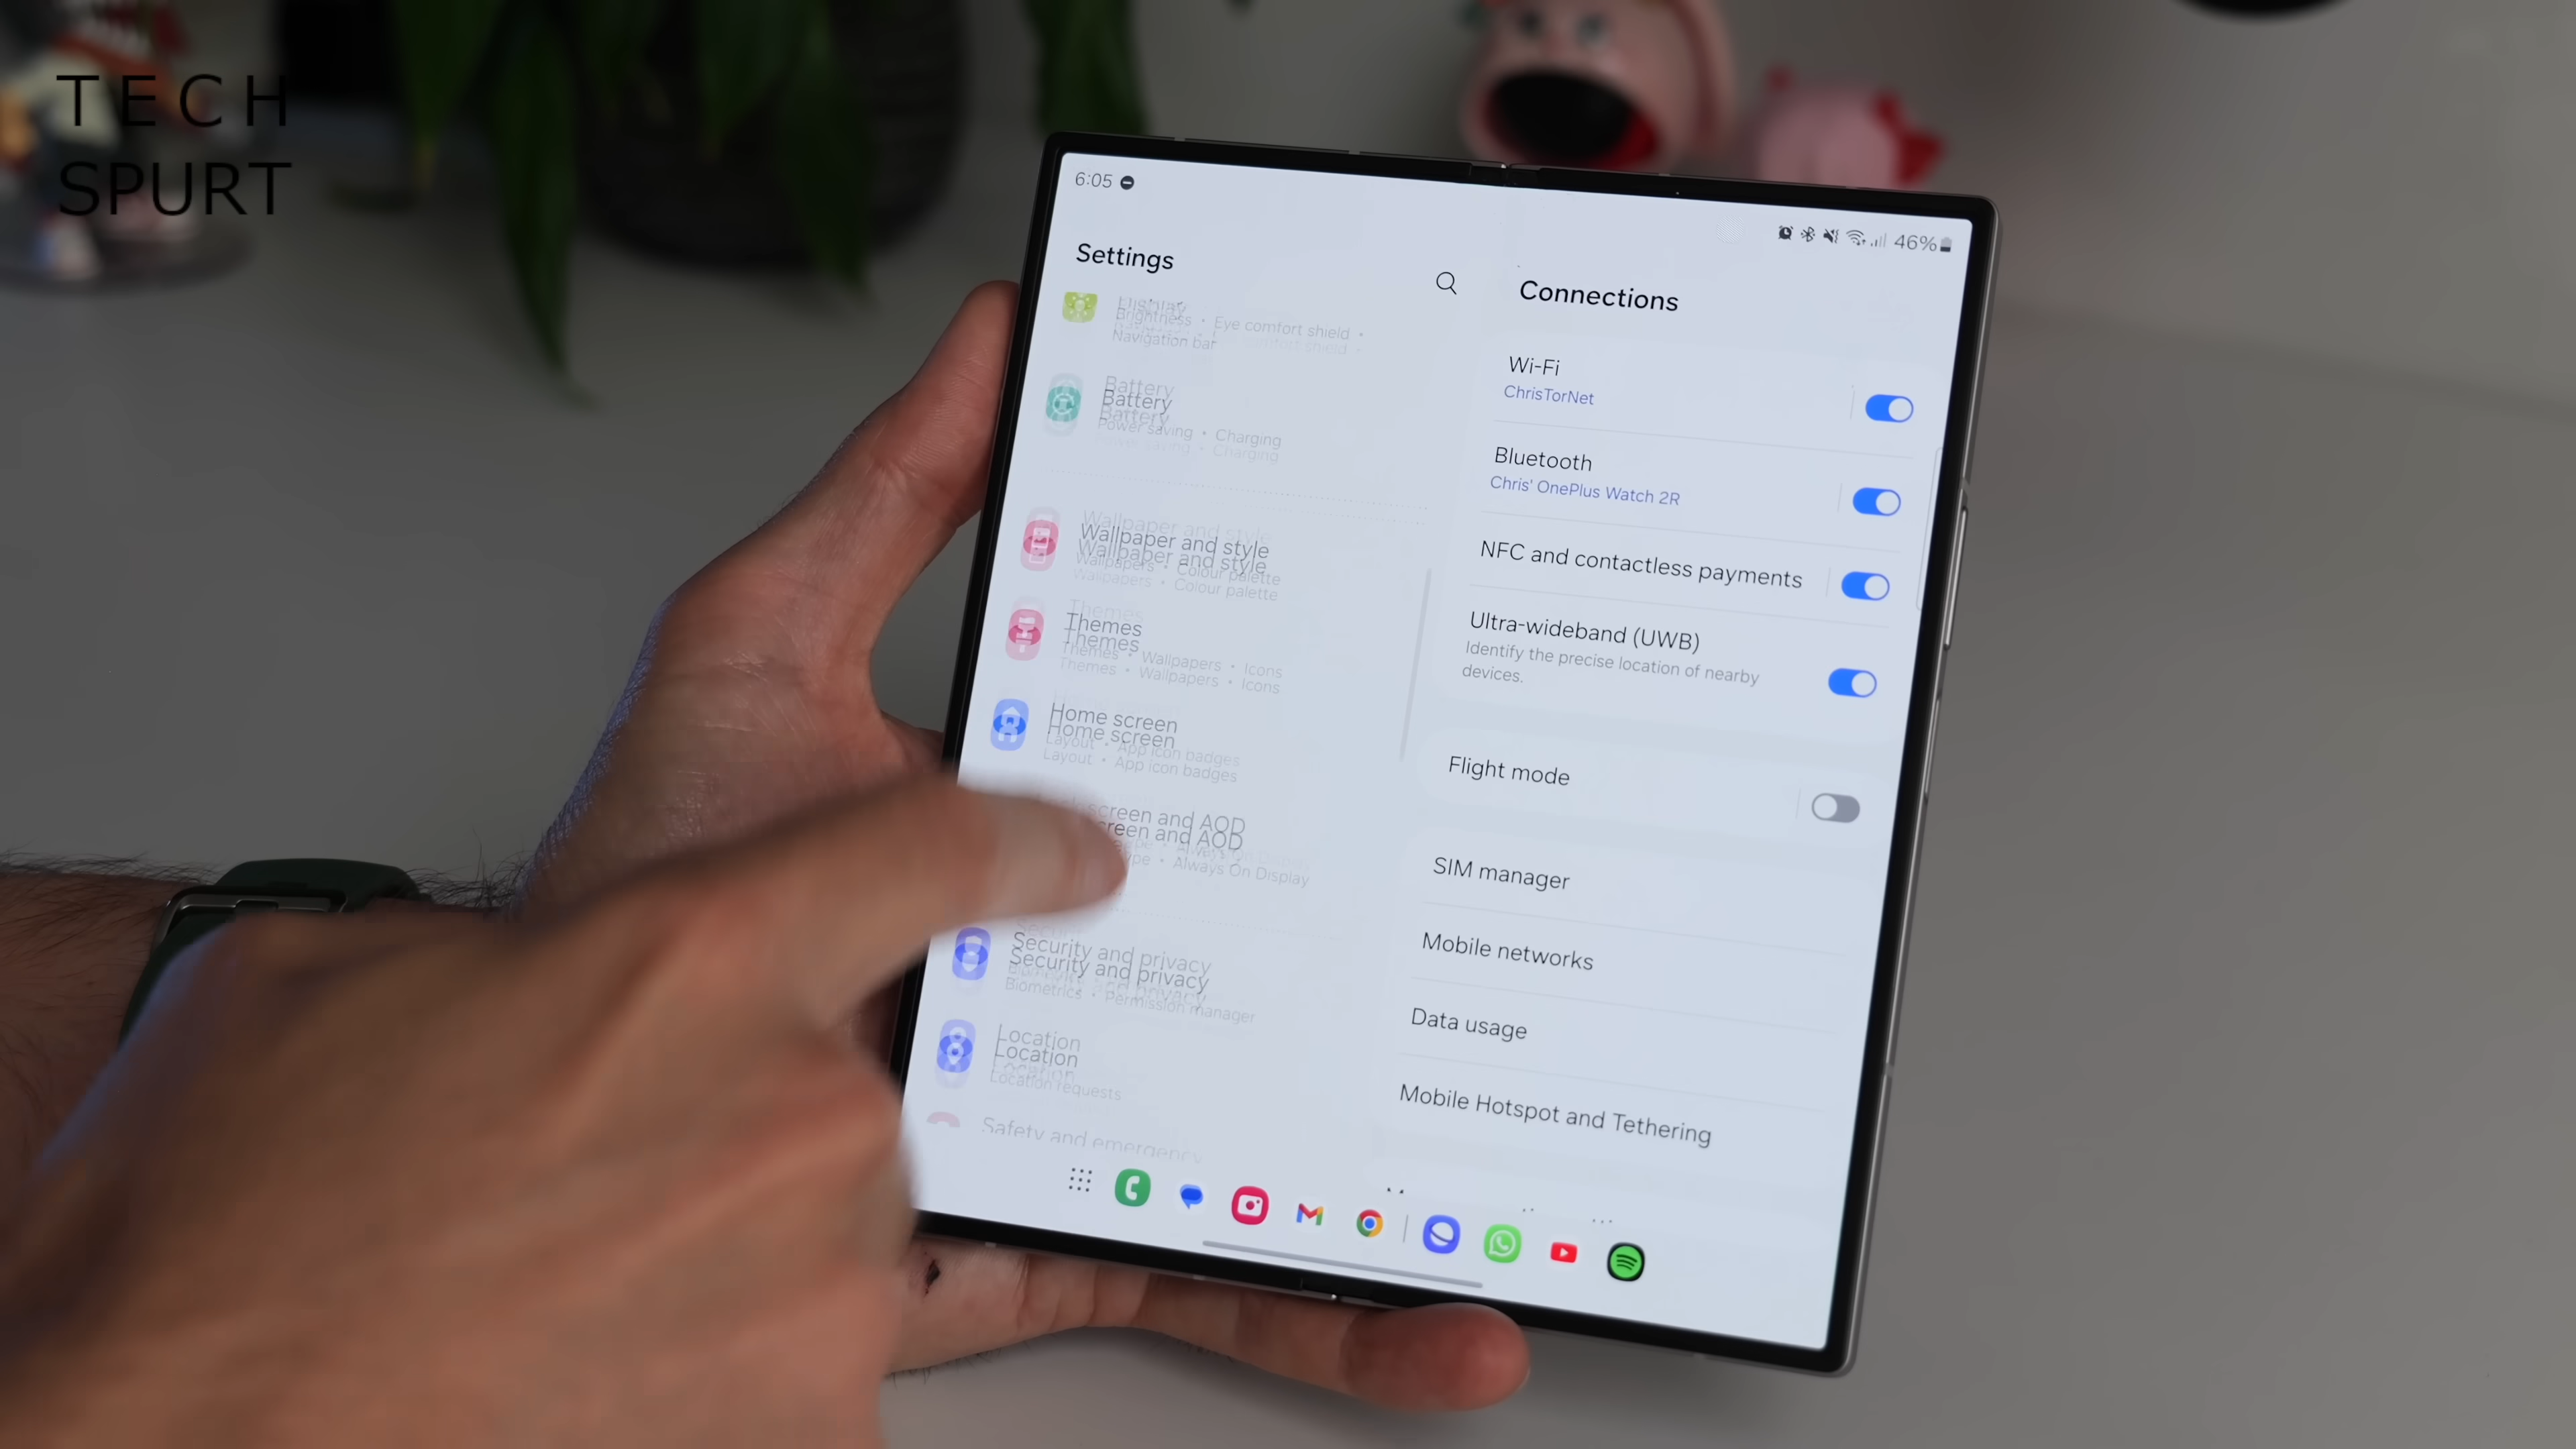 TECH
SPURT
6:05
46%
Settings
Display
Brightness • Eye comfort shield •
Navigation bar
Battery
Power saving • Charging
Wallpaper and style
Wallpapers • Colour palette
Themes
Themes • Wallpapers • Icons
Home screen
Layout • App icon badges
screen and AOD
Always On Display
Security and privacy
Biometrics • Permission manager
Location
Location requests
Safety and emergency
Connections
Wi-Fi
ChrisTorNet
Bluetooth
Chris' OnePlus Watch 2R
NFC and contactless payments
Ultra-wideband (UWB)
Identify the precise location of nearby
devices.
Flight mode
SIM manager
Mobile networks
Data usage
Mobile Hotspot and Tethering